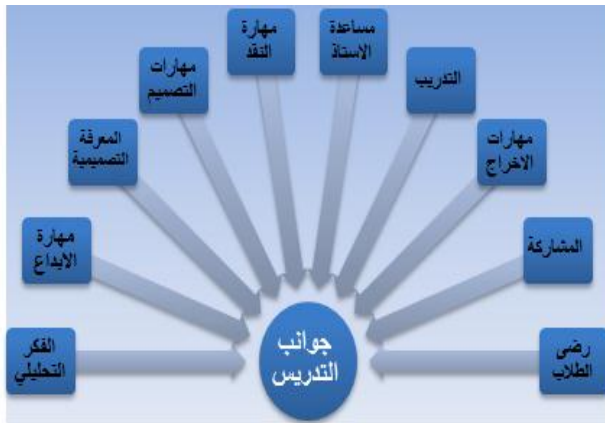 مساعدة
الاستاذ
مهارة
النقد
التدريب
مهارات
التصميم
مهارات
الاخراج
المعرفة
التصميمية
المشاركة
مهارة
الابداع
رضى
الطلاب
الفكر
التحليلي
جوانب
التدريس